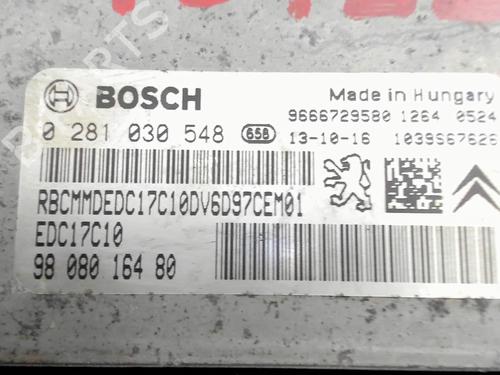 BOSCH
Made in Hungary
9666729580 1264 0524
0 281 030 548 658 13-10-16 1039S67626
RBCMMDEDC17C10DV6D97CEM01
EDC17C10
98 080 164 80